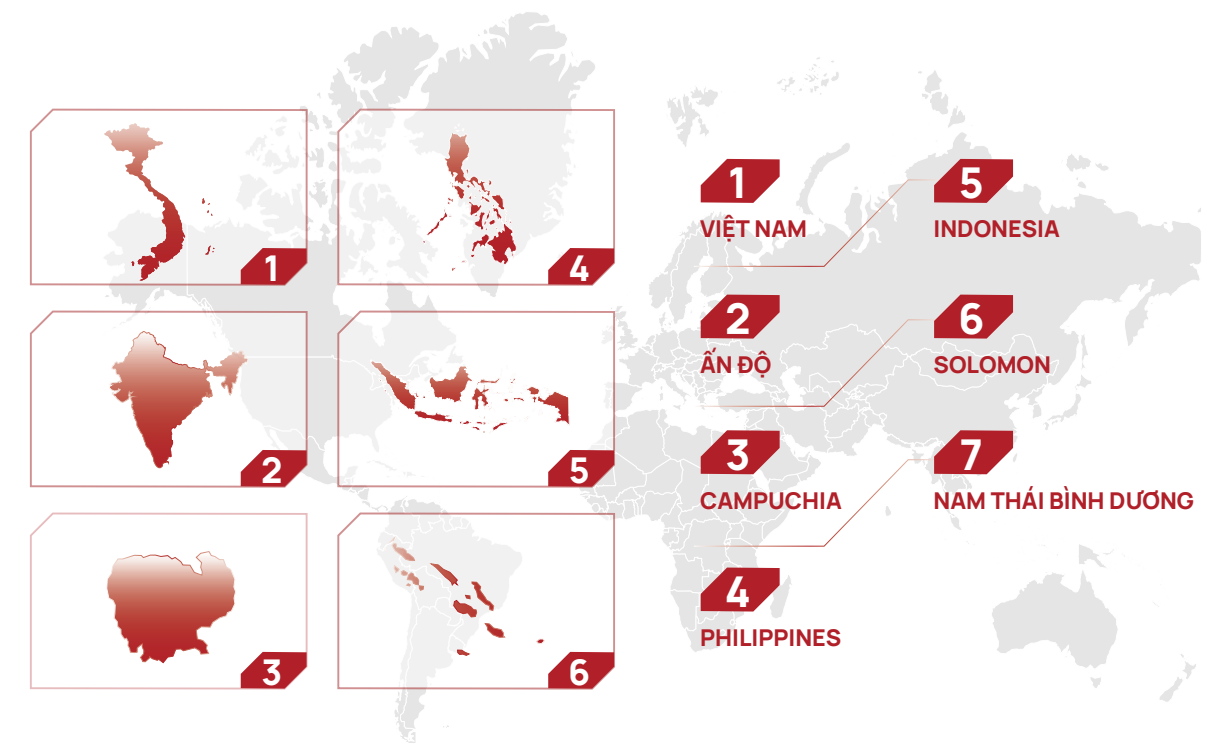 1
4
2
5
3
6
1
VIỆT NAM
2
ẤN ĐỘ
3
CAMPUCHIA
4
PHILIPPINES
5
INDONESIA
6
SOLOMON
7
NAM THÁI BÌNH DƯƠNG